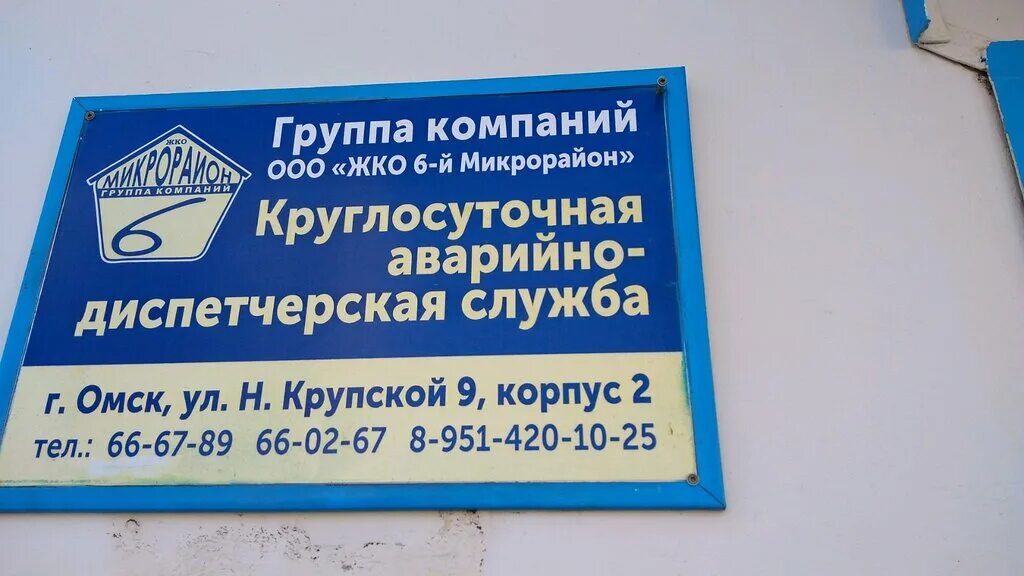 ЖКО
МИКРОРАЙОН
ГРУППА КОМПАНИЙ
6
Группа компаний
ООО «ЖКО 6-й Микрорайон»
Круглосуточная
аварийно-
диспетчерская служба
г. Омск, ул. Н. Крупской 9, корпус 2
тел.: 66-67-89 66-02-67 8-951-420-10-25